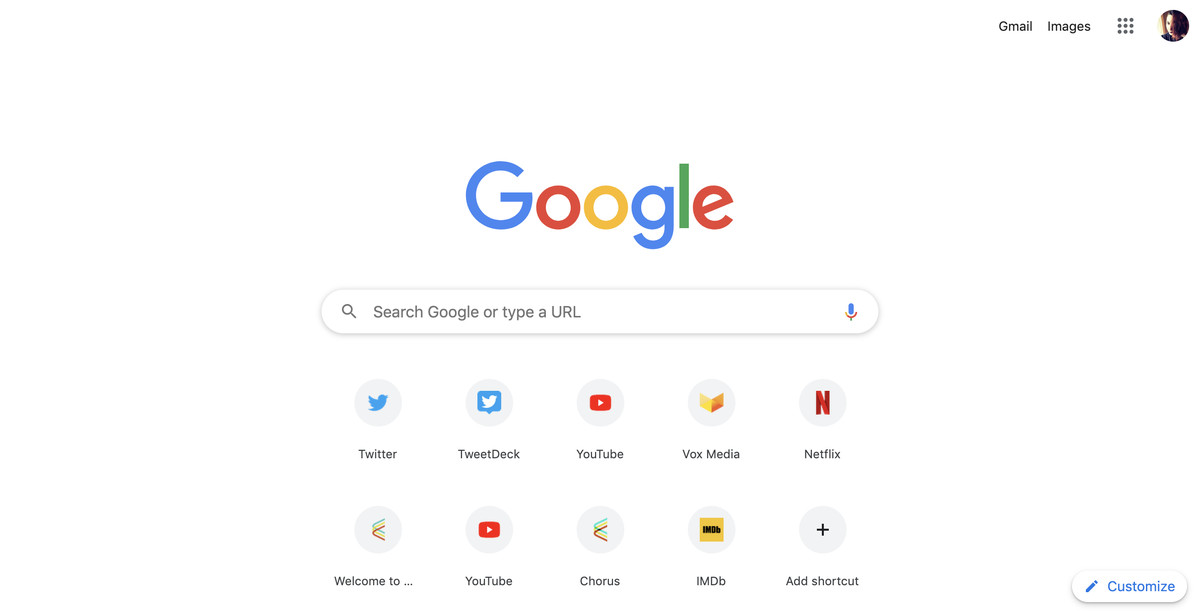 Gmail Images
Google
Search Google or type a URL
Twitter TweetDeck YouTube Vox Media Netflix
IMDb
Welcome to ... YouTube Chorus IMDb Add shortcut
Customize